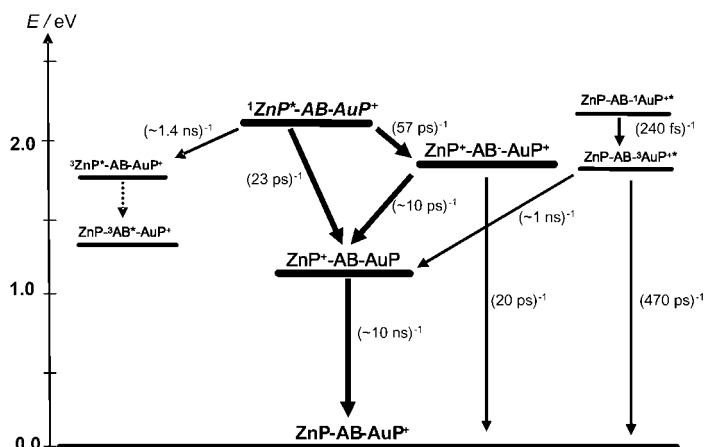 E / eV
¹ZnP*-AB-AuP⁺
ZnP-AB-¹AuP⁺*
(~1.4 ns)⁻¹
(57 ps)⁻¹
(240 fs)⁻¹
2.0
ZnP⁺-AB⁻-AuP⁺
ZnP-AB-³AuP⁺*
³ZnP*-AB-AuP⁺
(23 ps)⁻¹
(~10 ps)⁻¹
(~1 ns)⁻¹
ZnP-³AB*-AuP⁺
ZnP⁺-AB-AuP
1.0
(20 ps)⁻¹
(470 ps)⁻¹
(~10 ns)⁻¹
ZnP-AB-AuP⁺
0.0